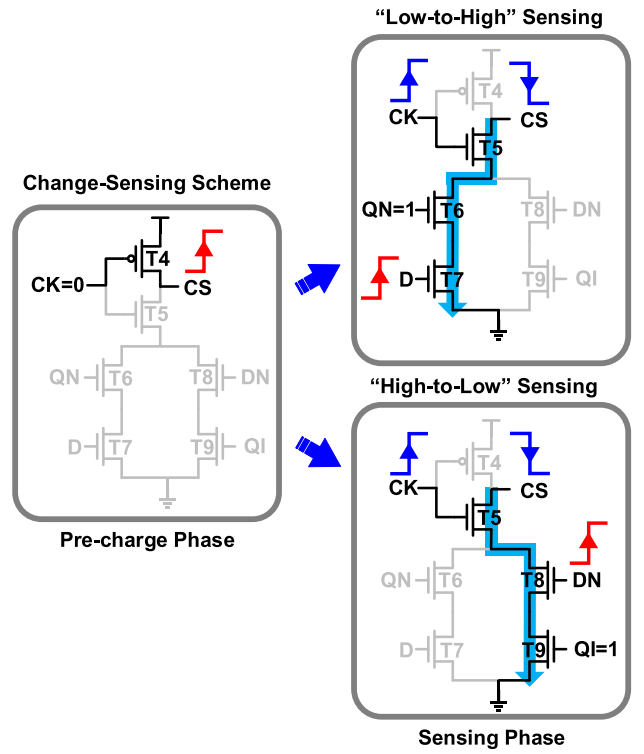 “Low-to-High” Sensing
T4
CK
CS
T5
QN=1
T6
T8
DN
D
T7
T9
QI
Change-Sensing Scheme
T4
CK=0
CS
T5
QN
T6
T8
DN
D
T7
T9
QI
Pre-charge Phase
“High-to-Low” Sensing
T4
CK
CS
T5
QN
T6
T8
DN
D
T7
T9
QI=1
Sensing Phase